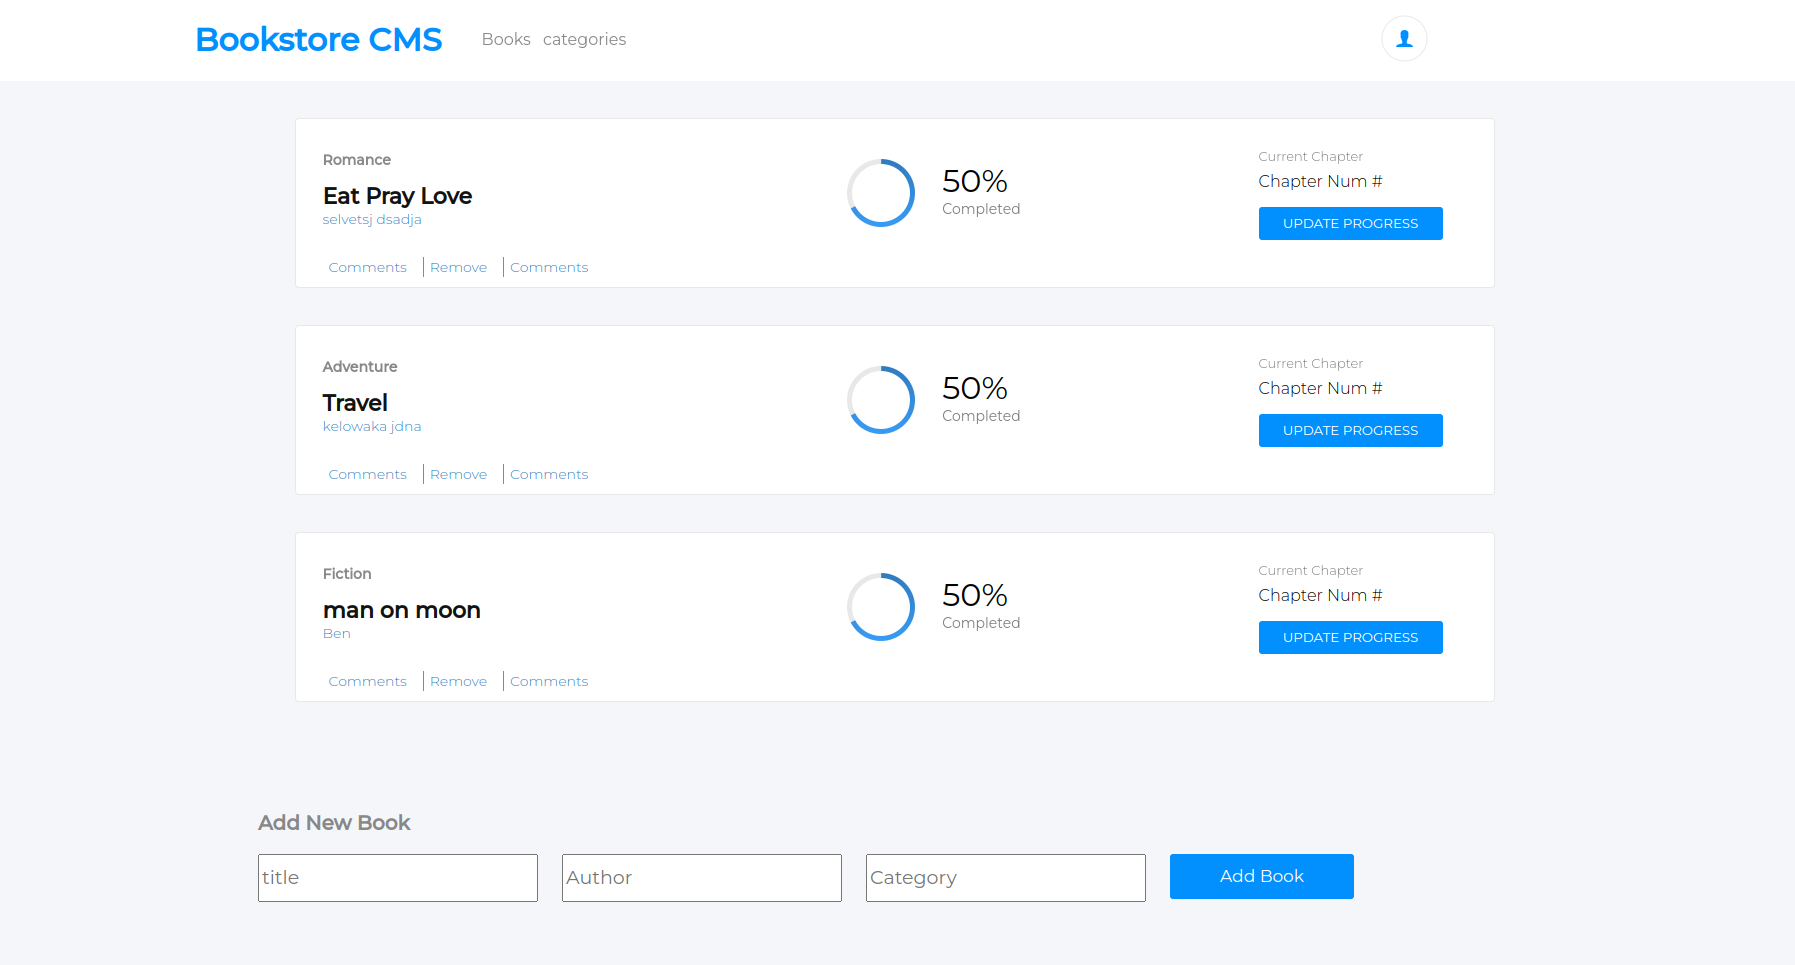 Bookstore CMS Books categories
Romance
Eat Pray Love
selvetsj dsadja
Comments Remove Comments
50%
Completed
Current Chapter
Chapter Num #
UPDATE PROGRESS
Adventure
Travel
kelowaka jdna
Comments Remove Comments
50%
Completed
Current Chapter
Chapter Num #
UPDATE PROGRESS
Fiction
man on moon
Ben
Comments Remove Comments
50%
Completed
Current Chapter
Chapter Num #
UPDATE PROGRESS
Add New Book
title Author Category Add Book